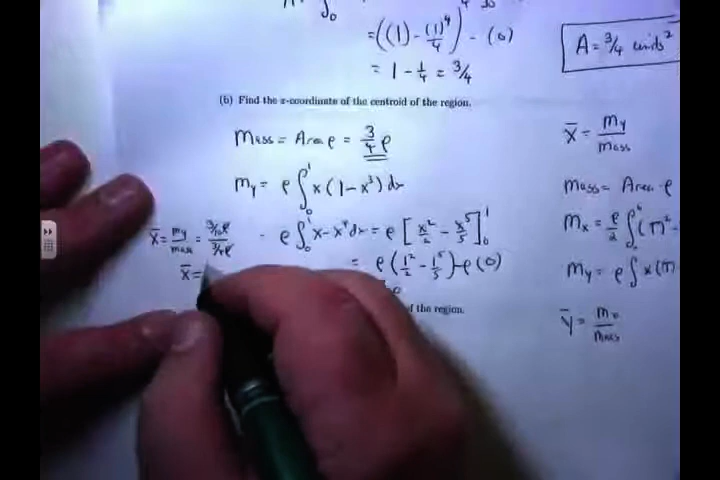 = ((1) - (1)⁴/4) - (0)
= 1 - 1/4 = 3/4
A = 3/4 units²
(b) Find the x-coordinate of the centroid of the region.
Mass = Area ρ = 3/4 ρ
my = ρ ∫₀¹ x (1 - x³) dx
ρ ∫₀ x - x⁴ dx = ρ [x²/2 - x⁵/5]₀¹
= ρ (1²/2 - 1⁵/5) - ρ (0)
x̄ = my/mass = 3/10ρ / 3/4ρ
x̄ =
of the region.
x̄ = my/mass
mass = Area · ρ
mx = ρ/2 ∫ (T)² -
my = ρ ∫ x (T)
ȳ = mx/mass